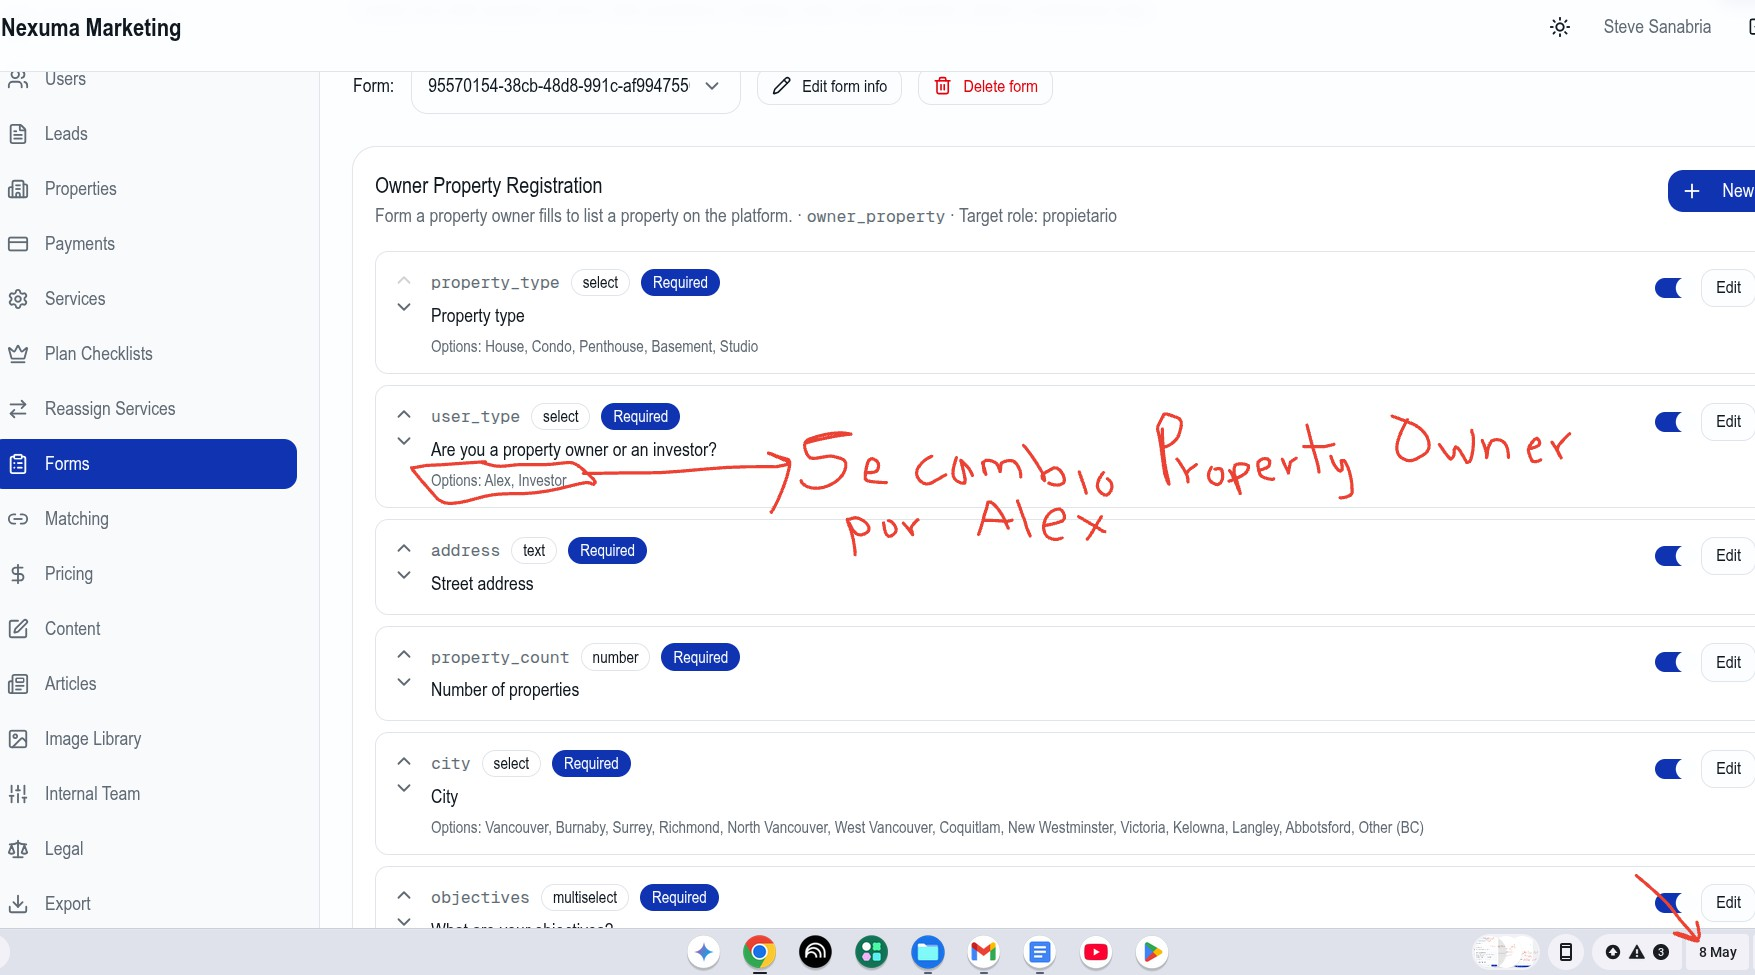 Nexuma Marketing
Steve Sanabria
Users
Leads
Properties
Payments
Services
Plan Checklists
Reassign Services
Forms
Matching
Pricing
Content
Articles
Image Library
Internal Team
Legal
Export
Form: 95570154-38cb-48d8-991c-af994755 Edit form info Delete form
Owner Property Registration
New
Form a property owner fills to list a property on the platform. · owner_property · Target role: propietario
property_type select Required
Edit
Property type
Options: House, Condo, Penthouse, Basement, Studio
user_type select Required
Edit
Are you a property owner or an investor?
Options: Alex, Investor
Se cambio Property Owner
por Alex
address text Required
Edit
Street address
property_count number Required
Edit
Number of properties
city select Required
Edit
City
Options: Vancouver, Burnaby, Surrey, Richmond, North Vancouver, West Vancouver, Coquitlam, New Westminster, Victoria, Kelowna, Langley, Abbotsford, Other (BC)
objectives multiselect Required
Edit
What are your objectives?
3
8 May